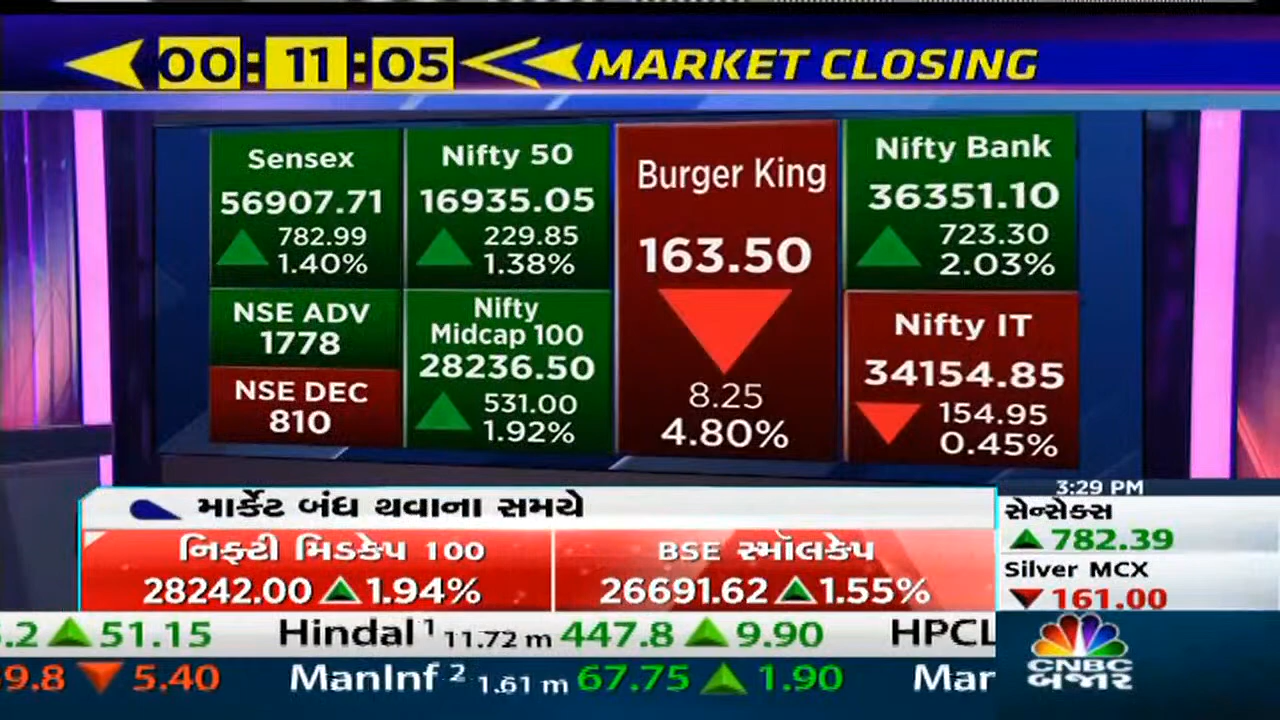 00:11:05 MARKET CLOSING
Sensex
56907.71
782.99
1.40%
NSE ADV
1778
NSE DEC
810
Nifty 50
16935.05
229.85
1.38%
Nifty
Midcap 100
28236.50
531.00
1.92%
Burger King
163.50
8.25
4.80%
Nifty Bank
36351.10
723.30
2.03%
Nifty IT
34154.85
154.95
0.45%
માર્કેટ બંધ થવાના સમયે
નિફ્ટી મિડકેપ 100
28242.00 1.94%
BSE સ્મૉલકેપ
26691.62 1.55%
3:29 PM
સેન્સેક્સ
782.39
Silver MCX
161.00
.2 51.15 Hindal 1 11.72 m 447.8 9.90 HPCL
9.8 5.40 ManInf 2 1.61 m 67.75 1.90 Mar
CNBC
બજાર